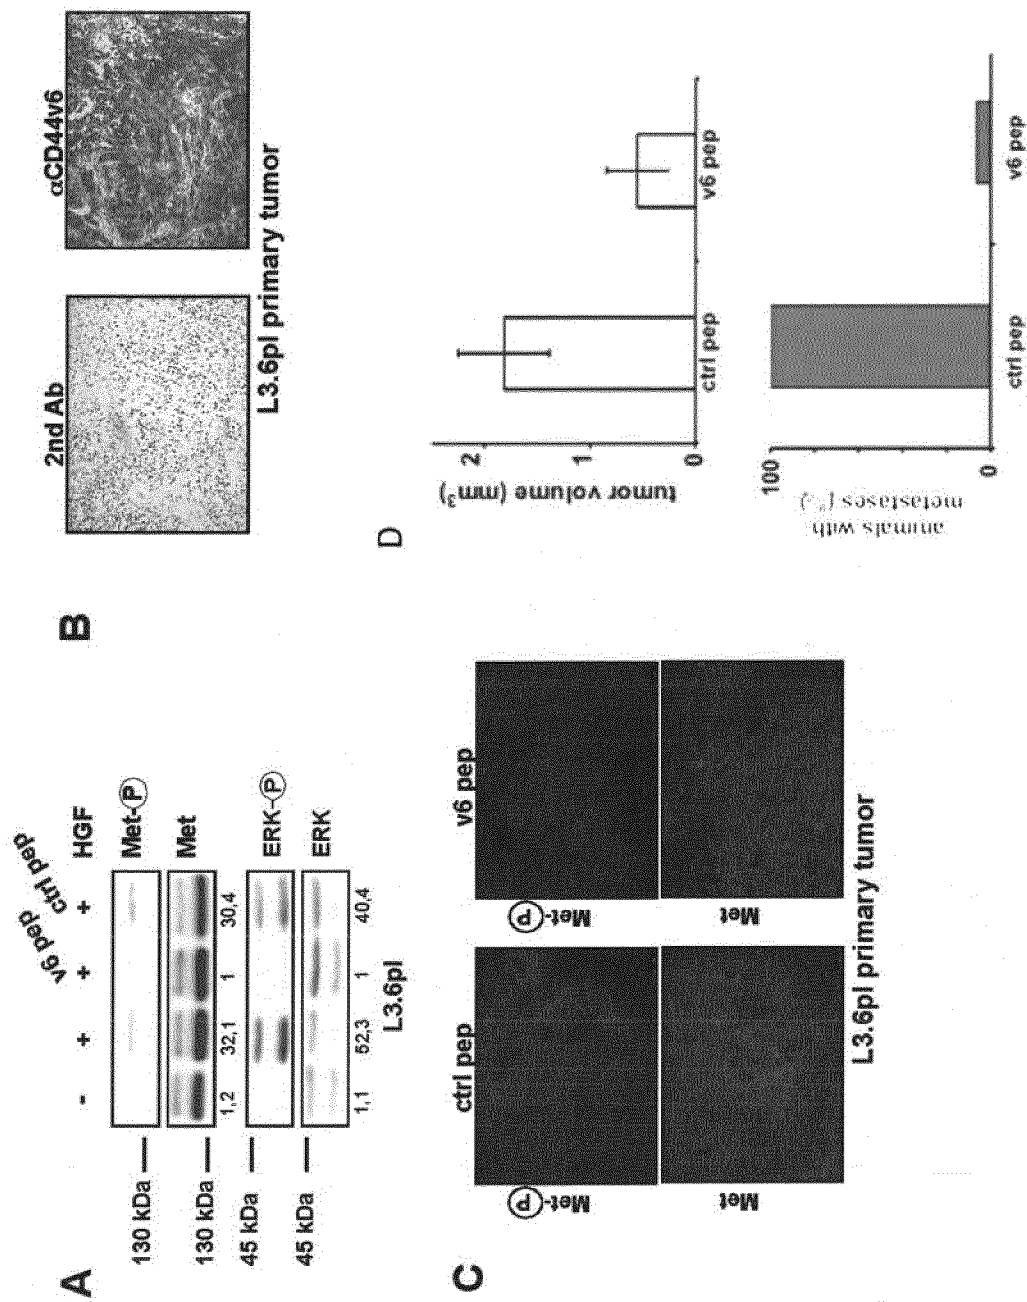 A
v6 pep
ctrl pep
- + + + HGF
130 kDa
Met-P
130 kDa
Met
1,2 32,1 1 30,4
45 kDa
ERK-P
45 kDa
ERK
1,1 52,3 1 40,4
L3.6pl
B
2nd Ab
αCD44v6
L3.6pl primary tumor
C
ctrl pep
v6 pep
Met-P
Met-P
Met
Met
L3.6pl primary tumor
D
tumor volume (mm³)
2
1
0
ctrl pep
v6 pep
animals with
metastases (%)
100
0
ctrl pep
v6 pep